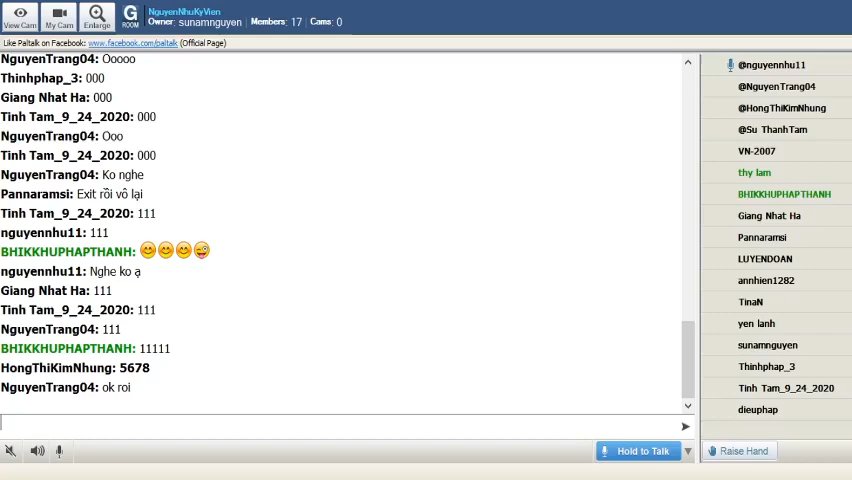 View Cam
My Cam
Enlarge
G
ROOM
NguyenNhuKyVien
Owner: sunamnguyen Members: 17 Cams: 0
Like Paltalk on Facebook: www.facebook.com/paltalk (Official Page)
NguyenTrang04: Ooooo
Thinhphap_3: 000
Giang Nhat Ha: 000
Tinh Tam_9_24_2020: 000
NguyenTrang04: Ooo
Tinh Tam_9_24_2020: 000
NguyenTrang04: Ko nghe
Pannaramsi: Exit rồi vô lại
Tinh Tam_9_24_2020: 111
nguyennhu11: 111
BHIKKHUPHAPTHANH: 😊😊😊😜
nguyennhu11: Nghe ko ạ
Giang Nhat Ha: 111
Tinh Tam_9_24_2020: 111
NguyenTrang04: 111
BHIKKHUPHAPTHANH: 11111
HongThiKimNhung: 5678
NguyenTrang04: ok roi
Hold to Talk
@nguyennhu11
@NguyenTrang04
@HongThiKimNhung
@Su ThanhTam
VN-2007
thy lam
BHIKKHUPHAPTHANH
Giang Nhat Ha
Pannaramsi
LUYENDOAN
annhien1282
TinaN
yen lanh
sunamnguyen
Thinhphap_3
Tinh Tam_9_24_2020
dieuphap
Raise Hand